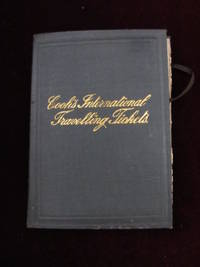 Cook's International
Travelling Tickets.